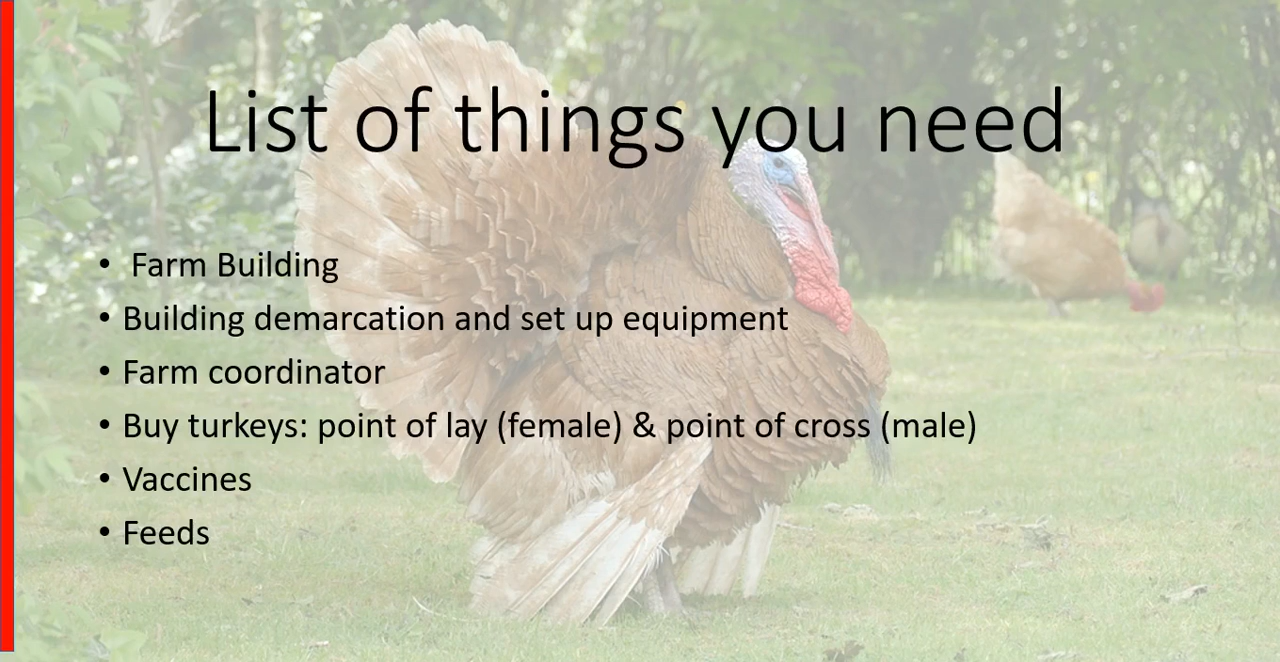 List of things you need
• Farm Building
• Building demarcation and set up equipment
• Farm coordinator
• Buy turkeys: point of lay (female) & point of cross (male)
• Vaccines
• Feeds